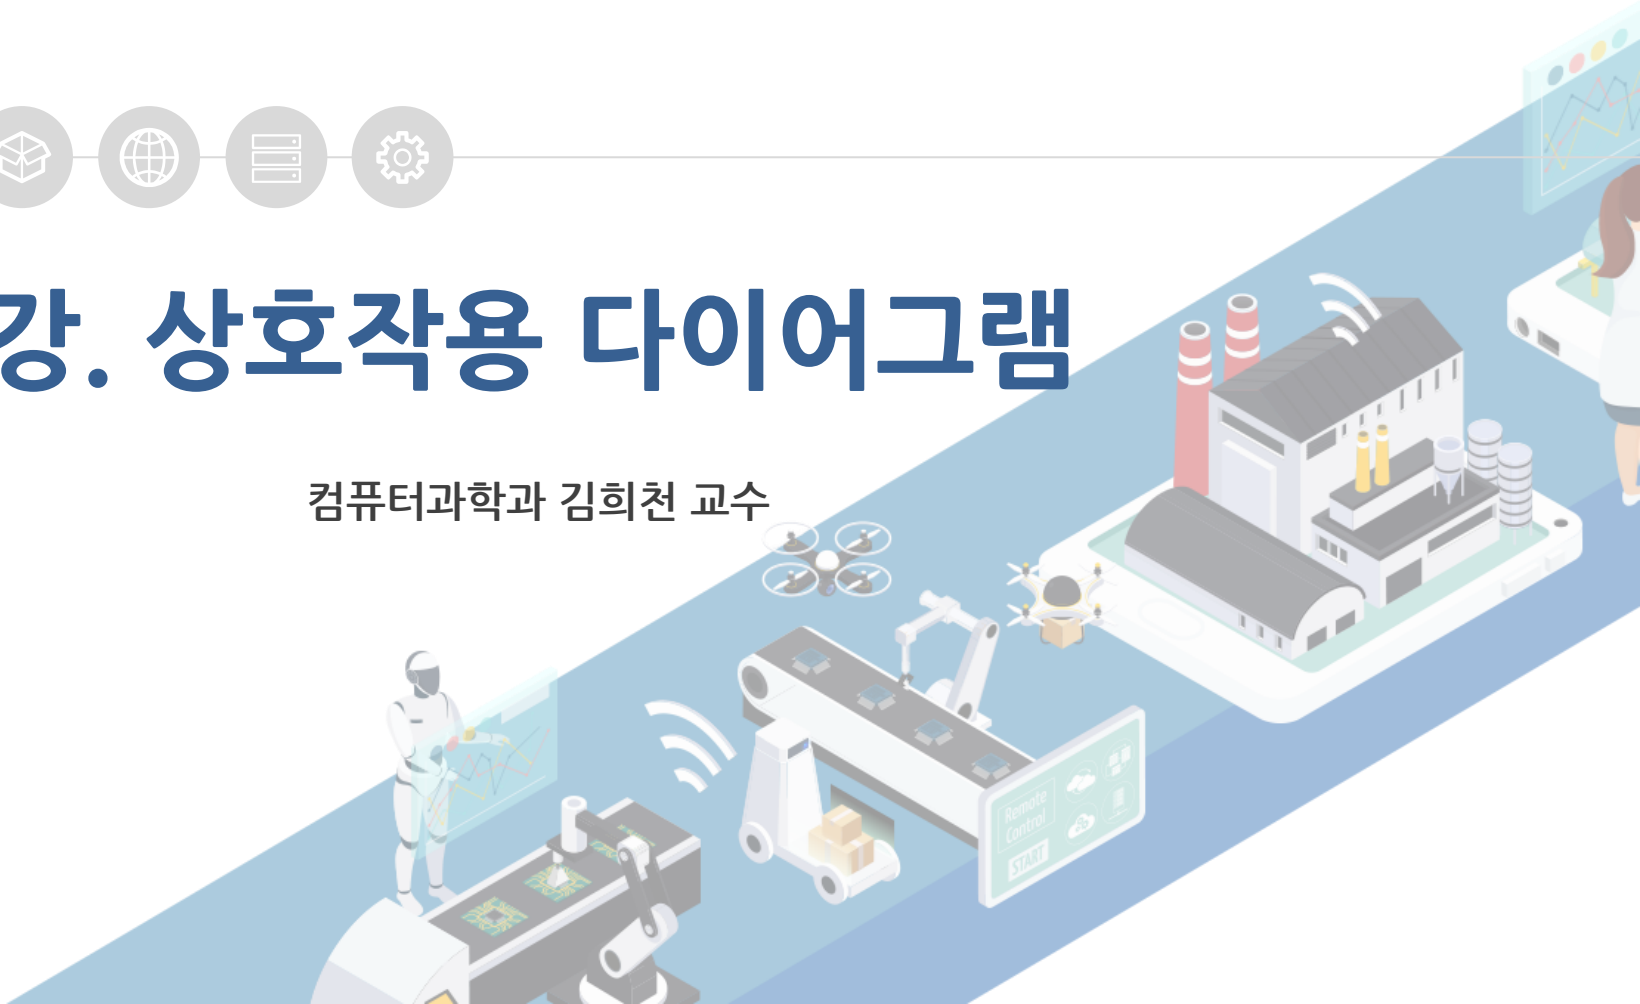 강. 상호작용 다이어그램
컴퓨터과학과 김희천 교수
Remote
Control
START